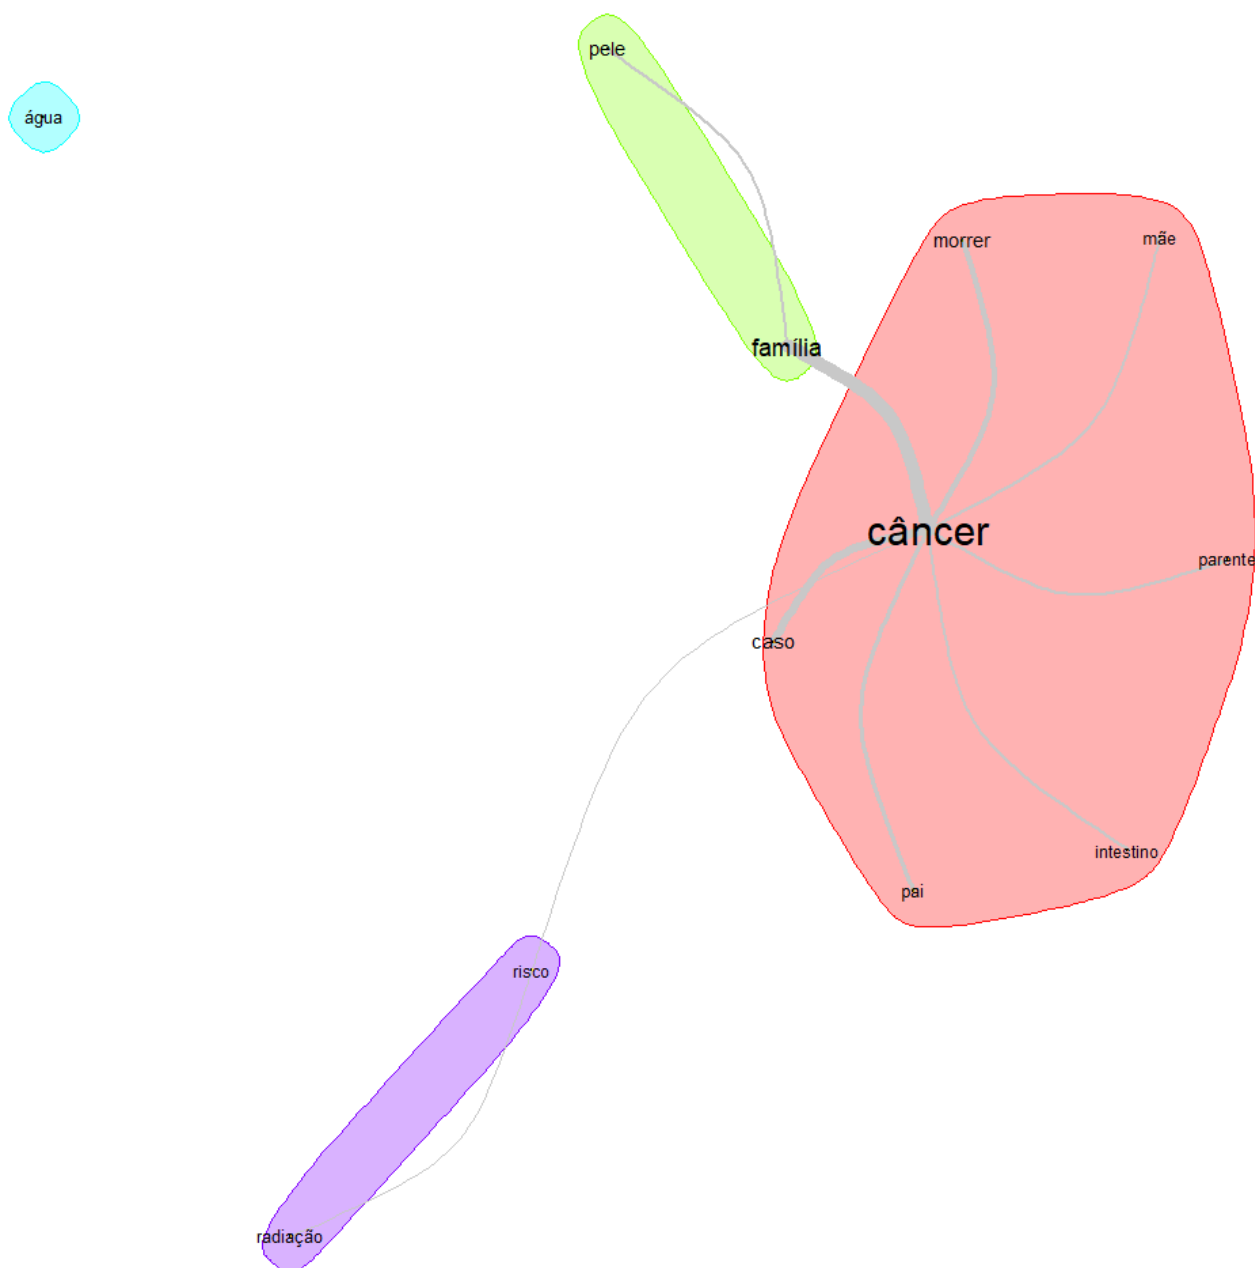 pele
água
morrer
mãe
família
câncer
parente
caso
intestino
pai
risco
radiação